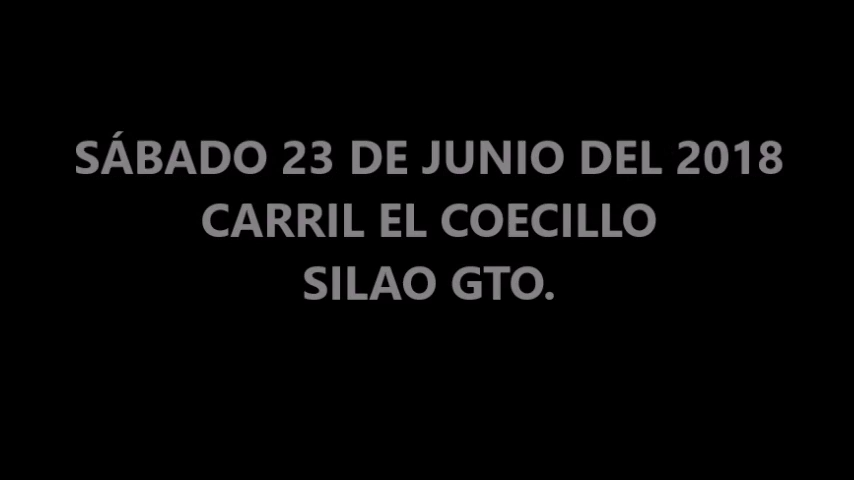 SÁBADO 23 DE JUNIO DEL 2018
CARRIL EL COECILLO
SILAO GTO.